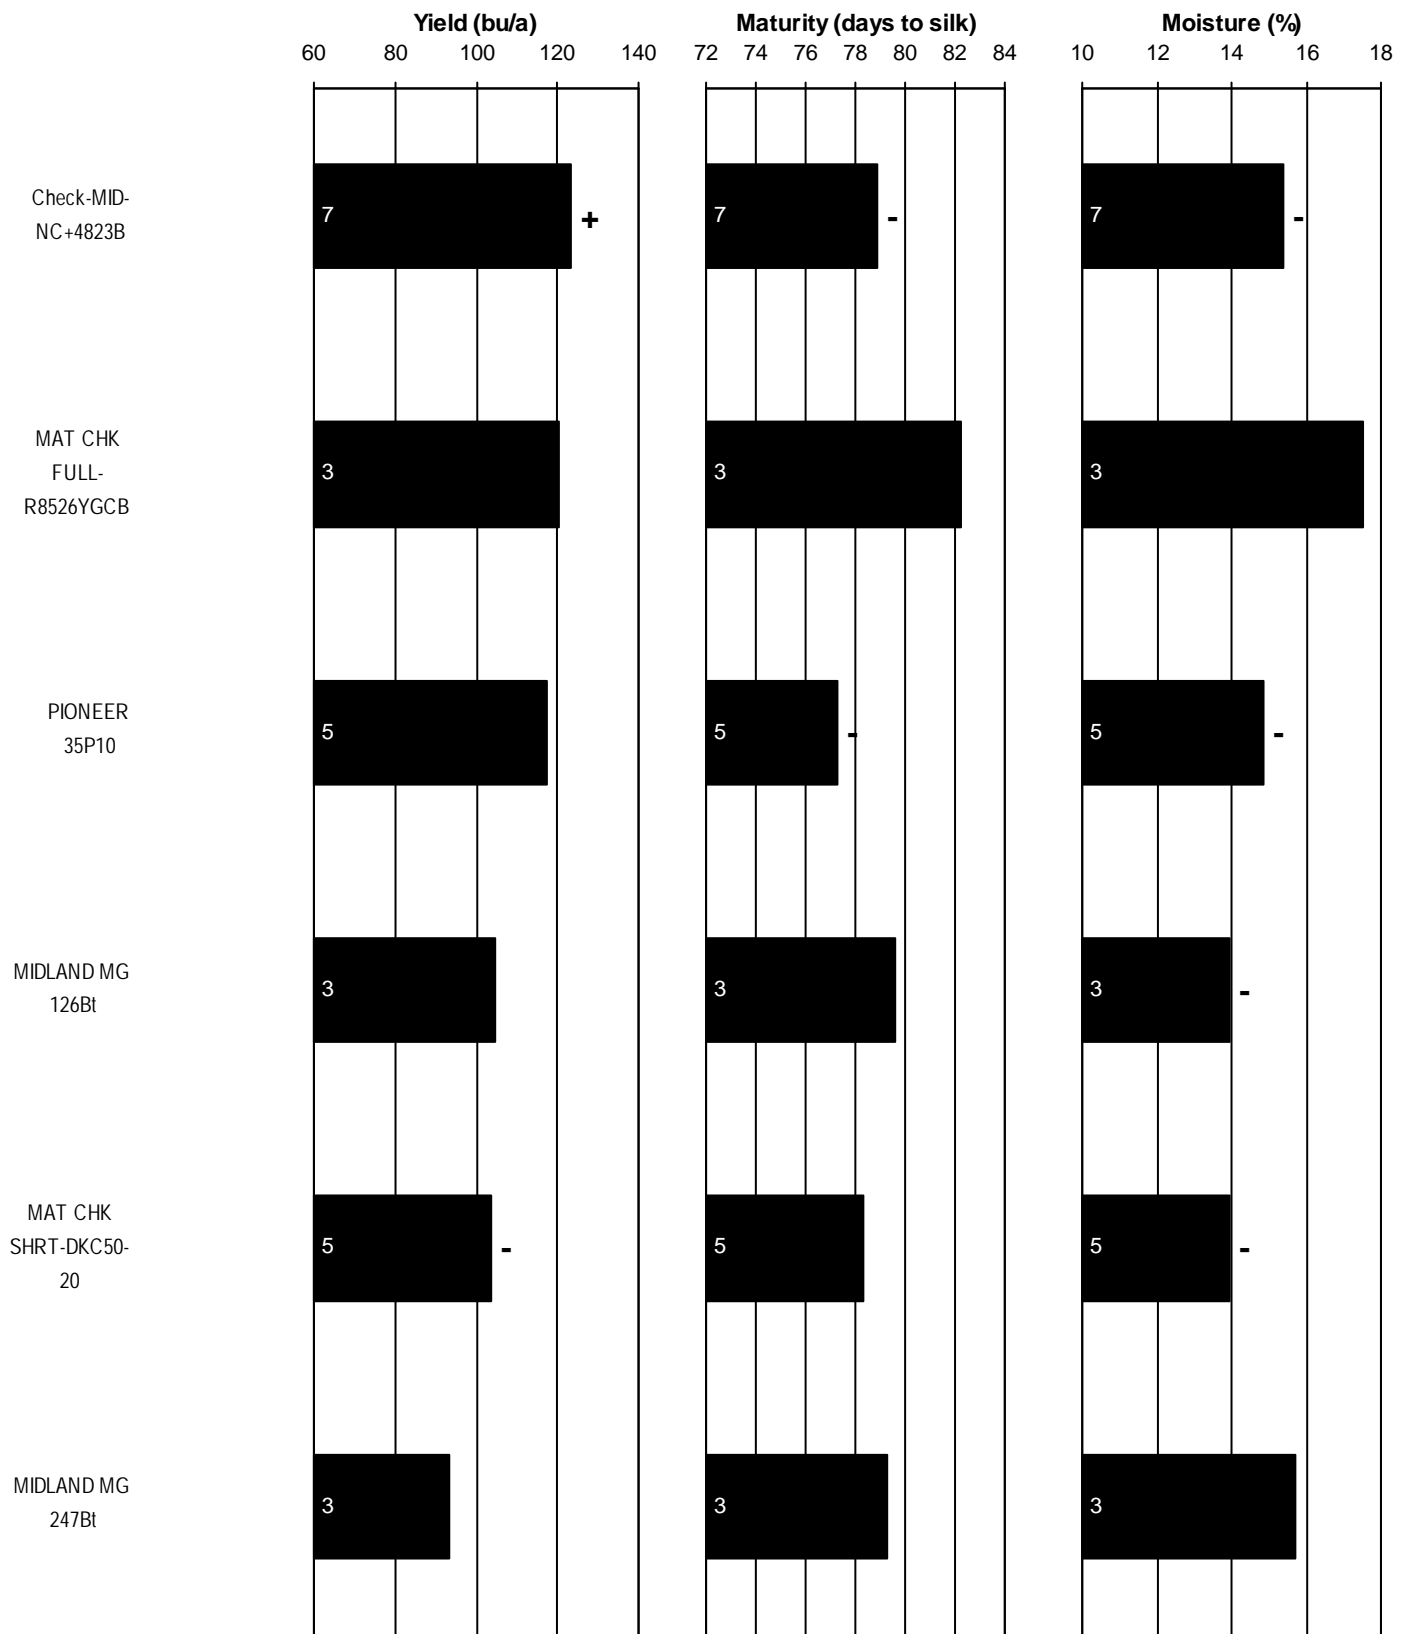 Yield (bu/a) Maturity (days to silk) Moisture (%)
60 80 100 120 140 72 74 76 78 80 82 84 10 12 14 16 18
Check-MID-
NC+4823B
7 + 7 - 7 -
MAT CHK
FULL-
R8526YGCB
3 3 3
PIONEER
35P10
5 5 - 5 -
MIDLAND MG
126Bt
3 3 3 -
MAT CHK
SHRT-DKC50-
20
5 - 5 5 -
MIDLAND MG
247Bt
3 3 3